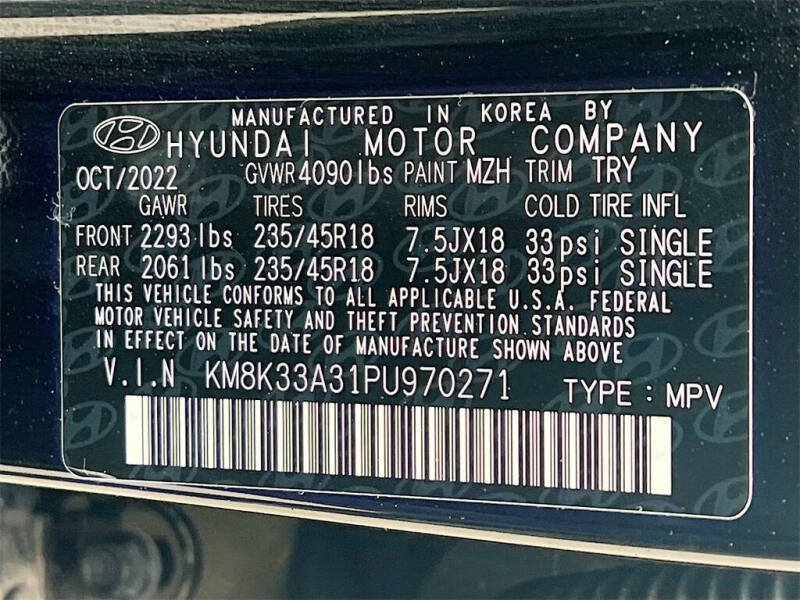 MANUFACTURED IN KOREA BY
HYUNDAI MOTOR COMPANY
OCT/2022 GVWR 4090 lbs PAINT MZH TRIM TRY
GAWR TIRES RIMS COLD TIRE INFL
FRONT 2293 lbs 235/45R18 7.5JX18 33psi SINGLE
REAR 2061 lbs 235/45R18 7.5JX18 33psi SINGLE
THIS VEHICLE CONFORMS TO ALL APPLICABLE U.S.A. FEDERAL
MOTOR VEHICLE SAFETY AND THEFT PREVENTION STANDARDS
IN EFFECT ON THE DATE OF MANUFACTURE SHOWN ABOVE
V.I.N KM8K33A31PU970271 TYPE : MPV